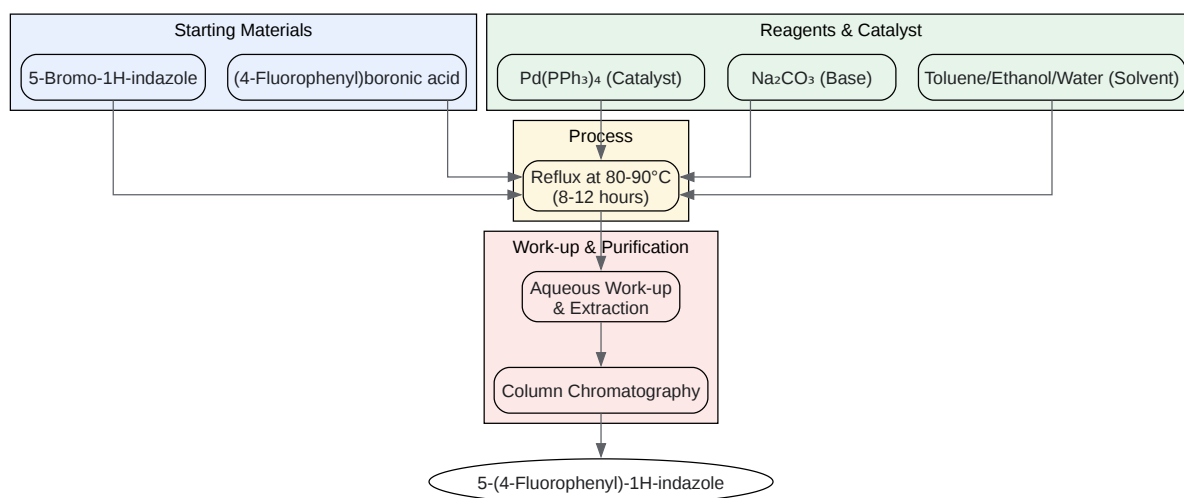 Starting Materials
Reagents & Catalyst
5-Bromo-1H-indazole
(4-Fluorophenyl)boronic acid
Pd(PPh₃)₄ (Catalyst)
Na₂CO₃ (Base)
Toluene/Ethanol/Water (Solvent)
Process
Reflux at 80-90°C
(8-12 hours)
Work-up & Purification
Aqueous Work-up
& Extraction
Column Chromatography
5-(4-Fluorophenyl)-1H-indazole